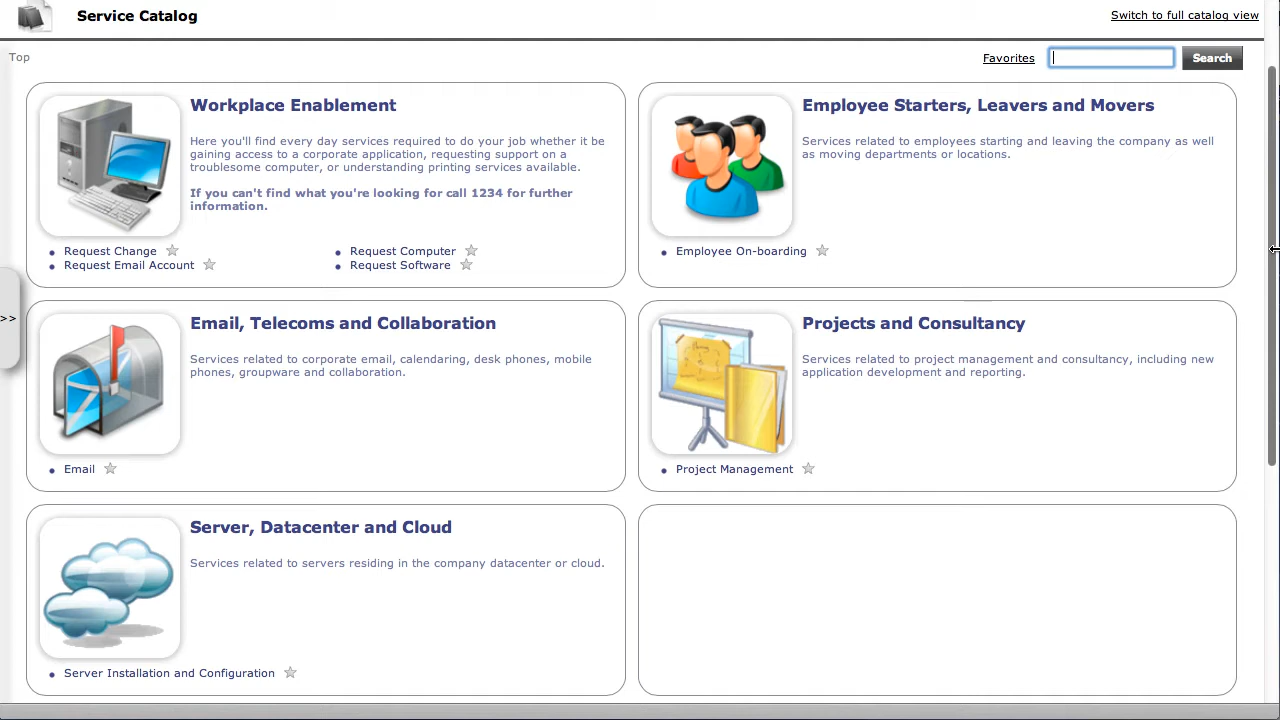 Service Catalog
Switch to full catalog view
Top
Favorites
Search
Workplace Enablement
Here you'll find every day services required to do your job whether it be
gaining access to a corporate application, requesting support on a
troublesome computer, or understanding printing services available.
If you can't find what you're looking for call 1234 for further
information.
Request Change
Request Computer
Request Email Account
Request Software
Employee Starters, Leavers and Movers
Services related to employees starting and leaving the company as well
as moving departments or locations.
Employee On-boarding
>>
Email, Telecoms and Collaboration
Services related to corporate email, calendaring, desk phones, mobile
phones, groupware and collaboration.
Email
Projects and Consultancy
Services related to project management and consultancy, including new
application development and reporting.
Project Management
Server, Datacenter and Cloud
Services related to servers residing in the company datacenter or cloud.
Server Installation and Configuration